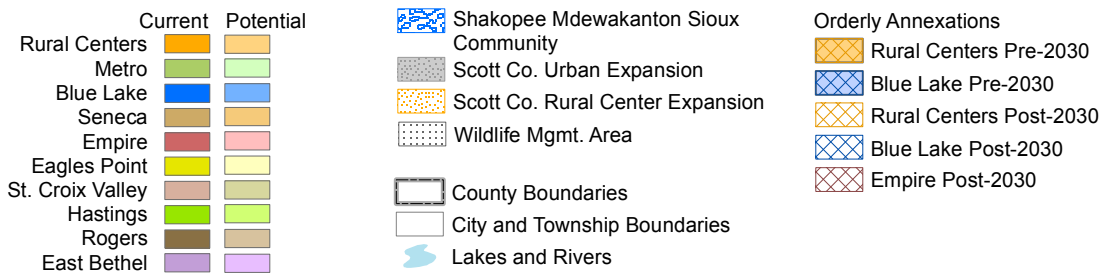 Current Potential
Rural Centers
Metro
Blue Lake
Seneca
Empire
Eagles Point
St. Croix Valley
Hastings
Rogers
East Bethel
Shakopee Mdewakanton Sioux
Community
Scott Co. Urban Expansion
Scott Co. Rural Center Expansion
Wildlife Mgmt. Area
County Boundaries
City and Township Boundaries
Lakes and Rivers
Orderly Annexations
Rural Centers Pre-2030
Blue Lake Pre-2030
Rural Centers Post-2030
Blue Lake Post-2030
Empire Post-2030